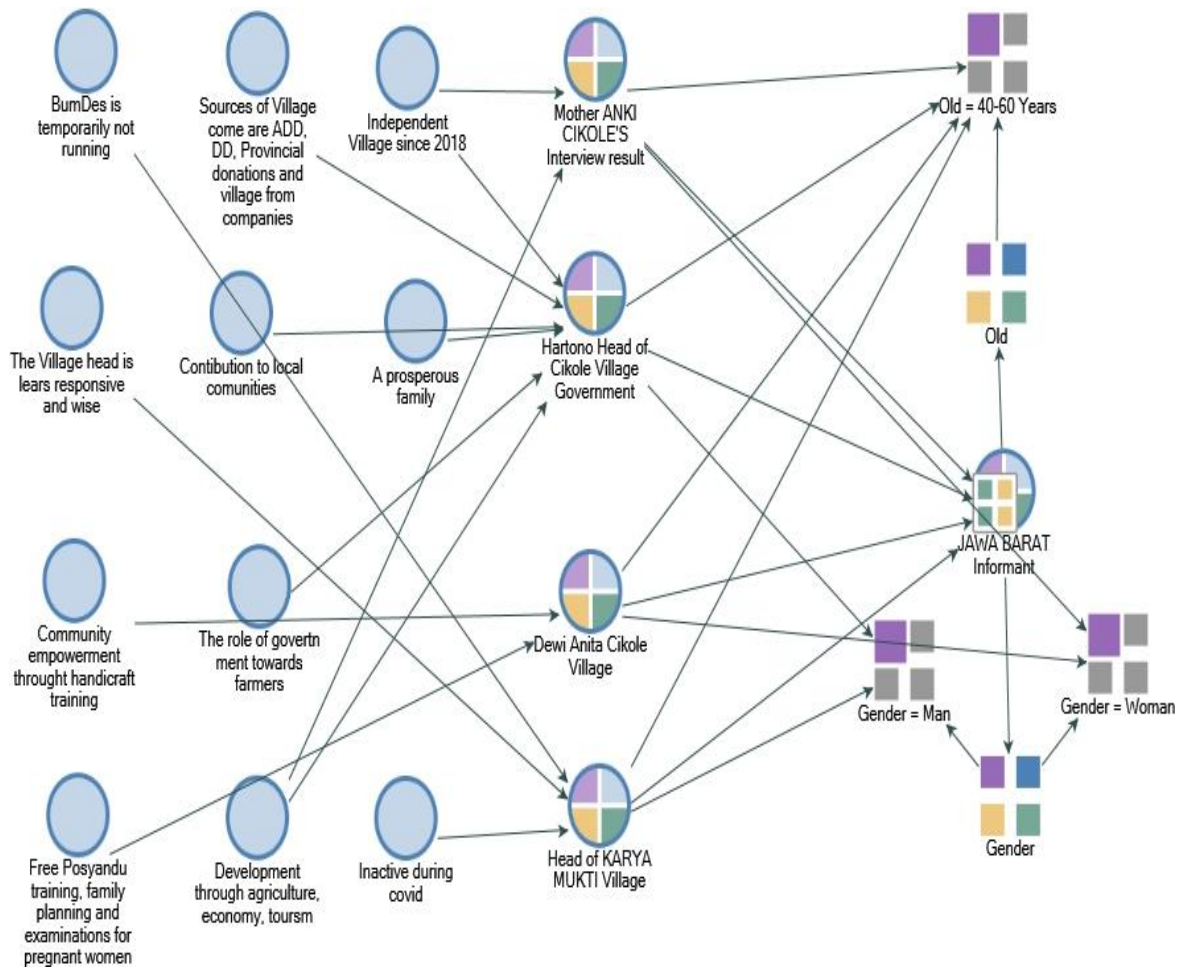 BumDes is
temporarily not
running
Sources of Village
come are ADD,
DD, Provincial
donations and
village from
companies
Independent
Village since 2018
Mother ANKI
CIKOLE'S
Interview result
Old = 40-60 Years
The Village head is
lears responsive
and wise
Contibution to local
comunities
A prosperous
family
Hartono Head of
Cikole Village
Government
Old
JAWA BARAT
Informant
Community
empowerment
throught handicraft
training
The role of governtn
ment towards
farmers
Dewi Anita Cikole
Village
Gender = Man
Gender = Woman
Free Posyandu
training, family
planning and
examinations for
pregnant women
Development
through agriculture,
economy, toursm
Inactive during
covid
Head of KARYA
MUKTI Village
Gender